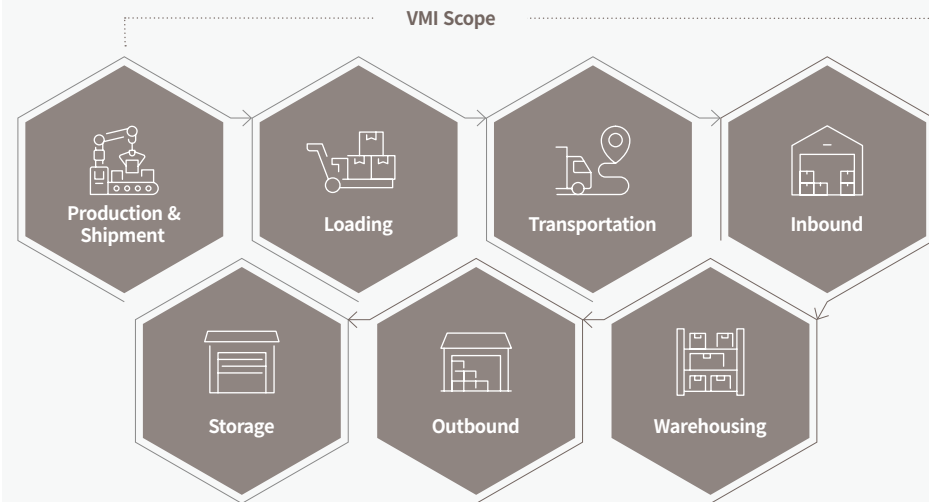 VMI Scope
Production &
Shipment
Loading
Transportation
Inbound
Storage
Outbound
Warehousing